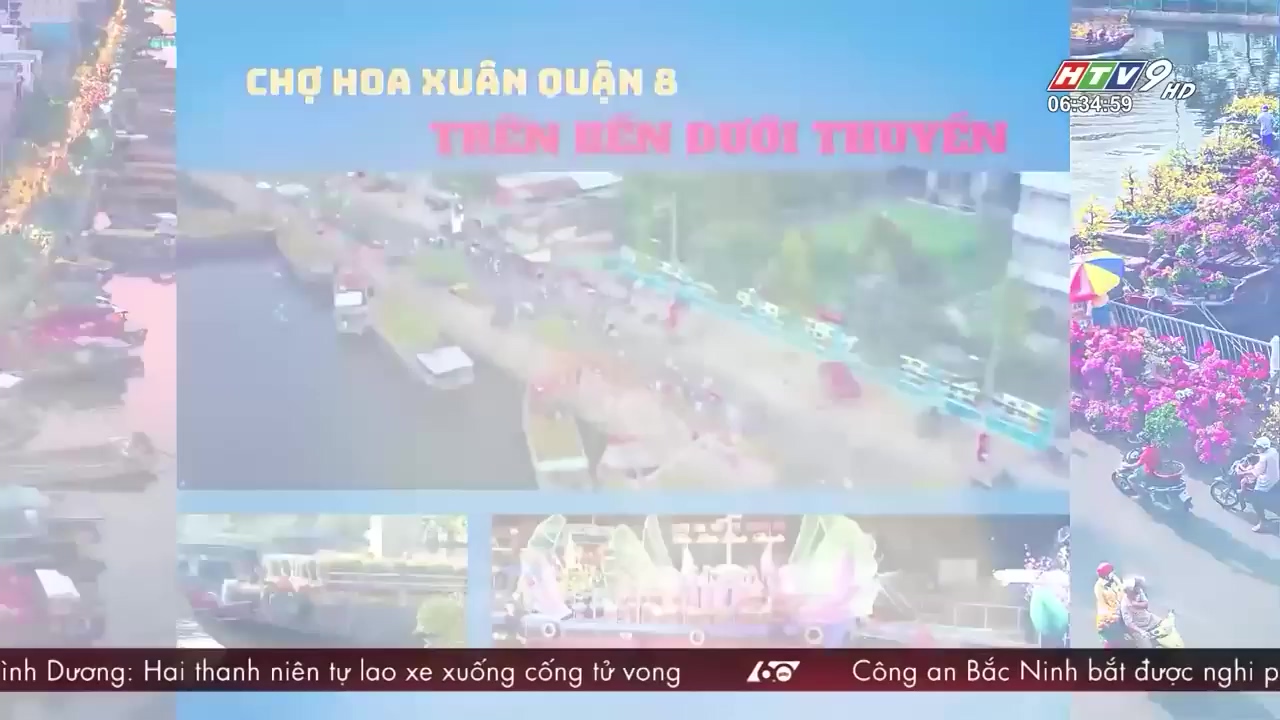 CHỢ HOA XUÂN QUẬN 8
TRÊN BẾN DƯỚI THUYỀN
HTV9 HD
06:34:59
ình Dương: Hai thanh niên tự lao xe xuống cống tử vong
Công an Bắc Ninh bắt được nghi p